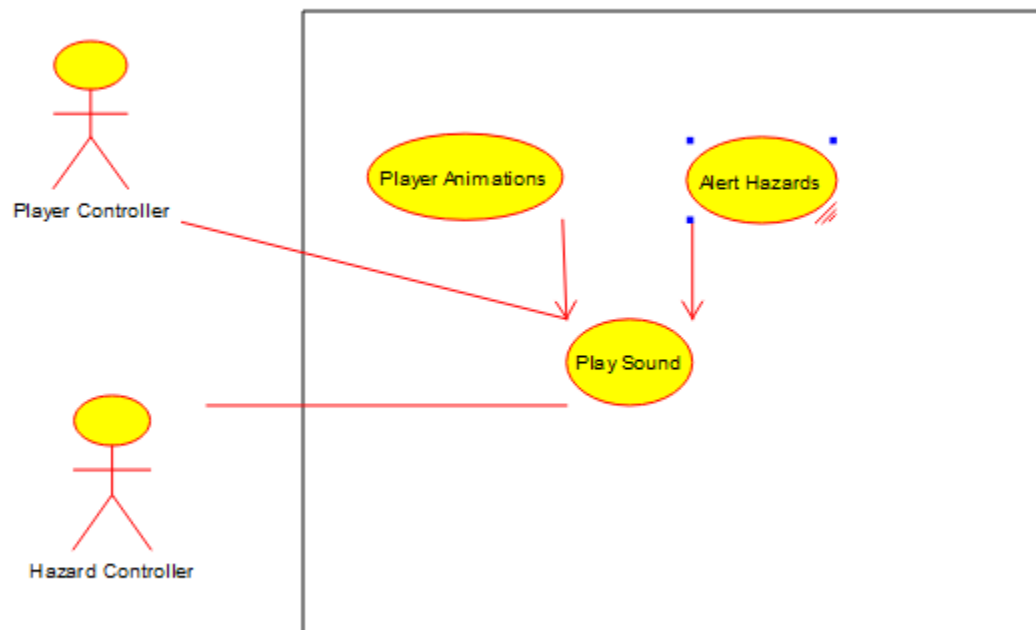 Player Controller
Player Animations
Alert Hazards
Play Sound
Hazard Controller